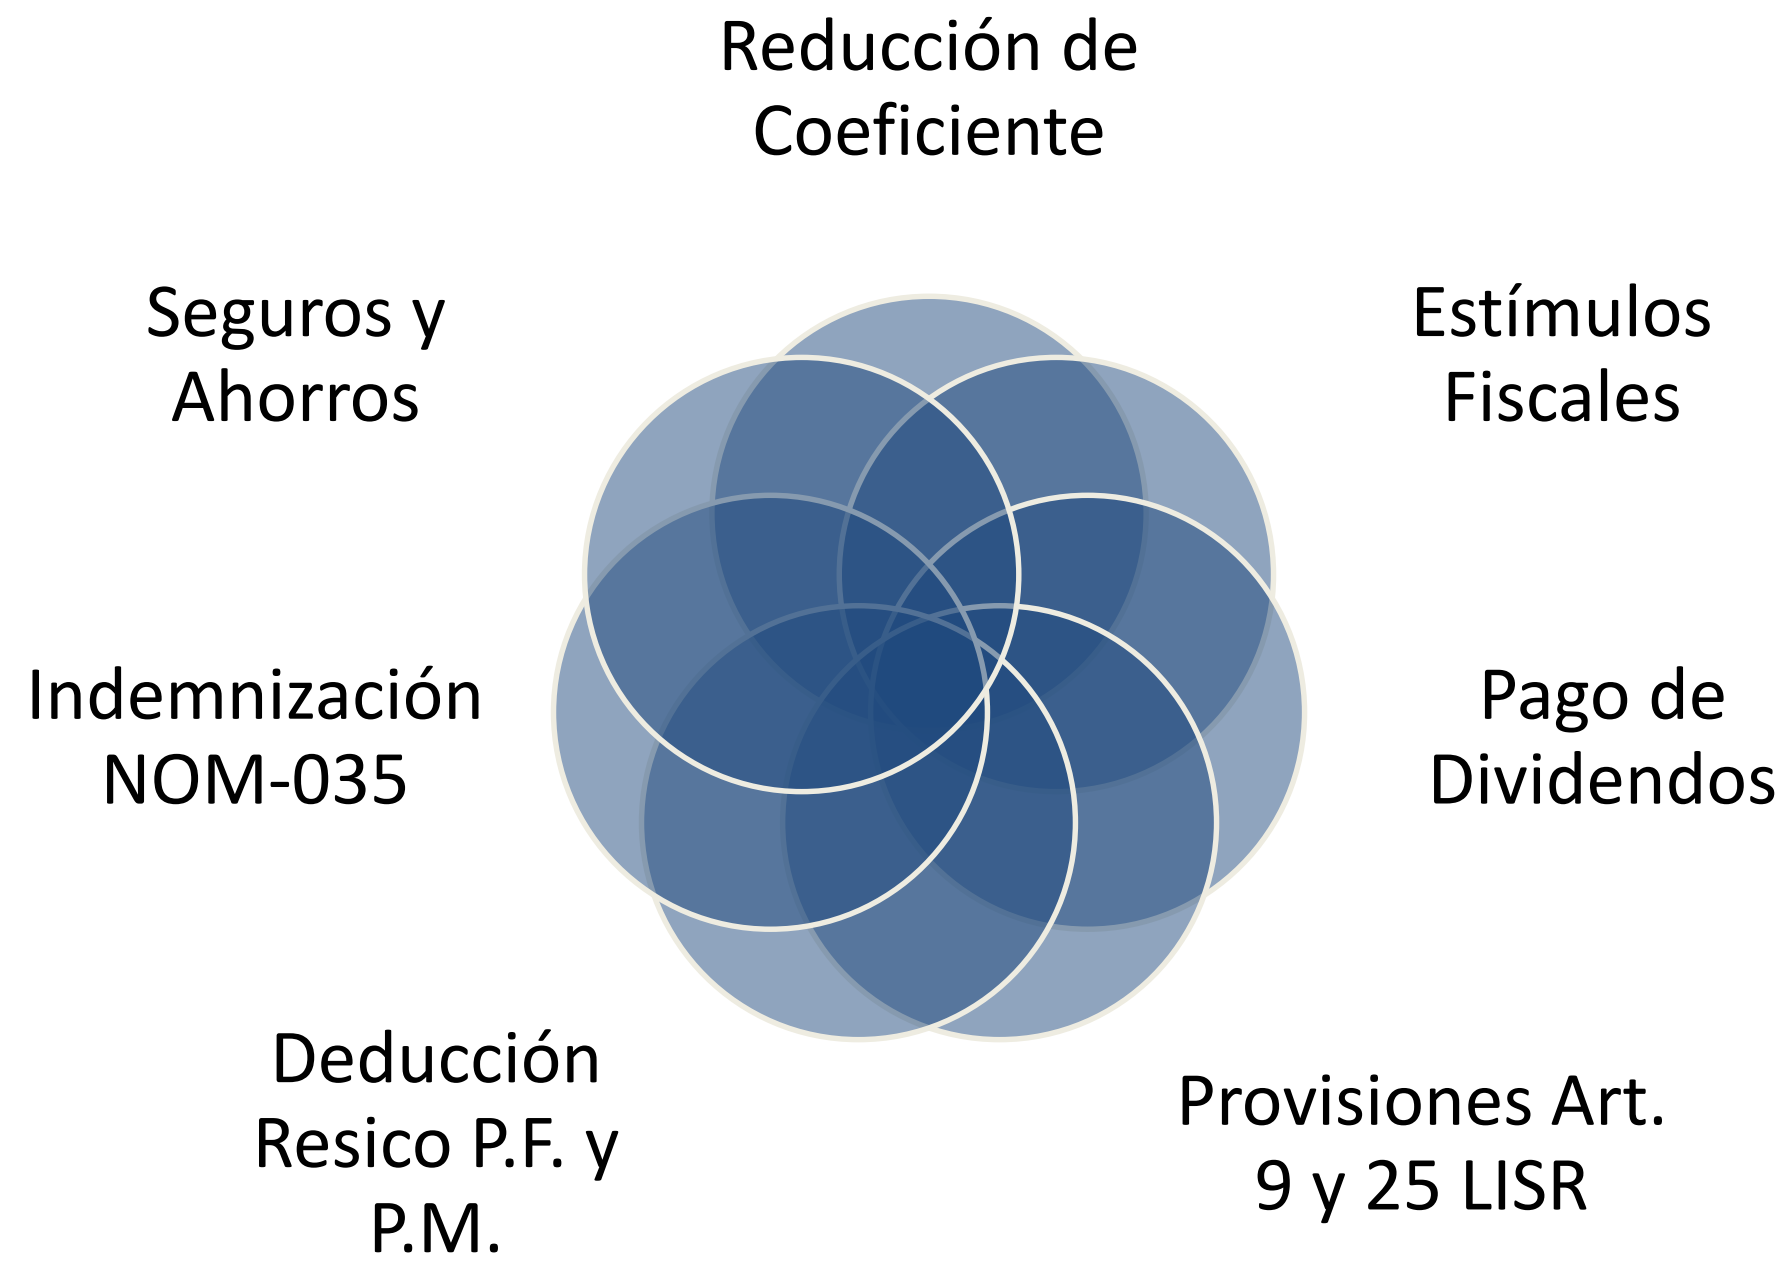 Reducción de
Coeficiente
Seguros y
Ahorros
Estímulos
Fiscales
Indemnización
NOM-035
Pago de
Dividendos
Deducción
Resico P.F. y
P.M.
Provisiones Art.
9 y 25 LISR